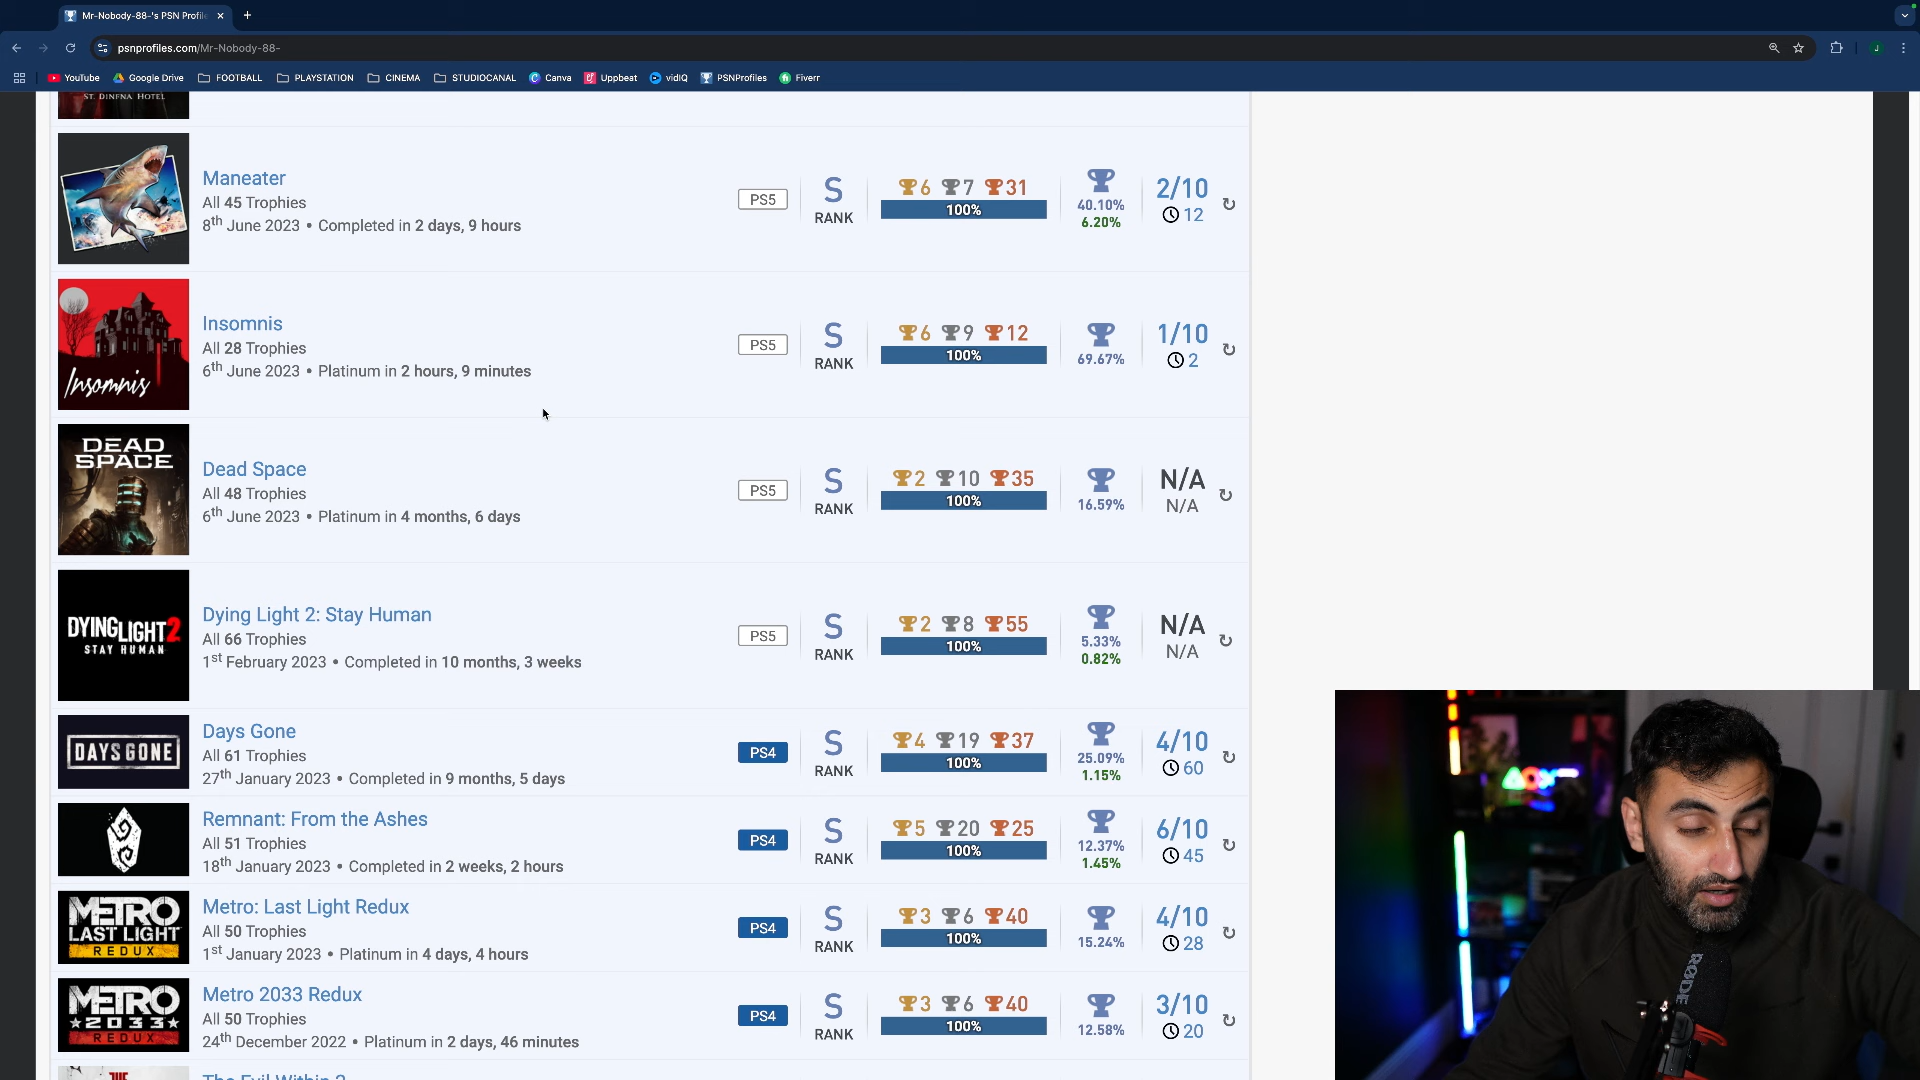 Mr-Nobody-88-'s PSN Profile
psnprofiles.com/Mr-Nobody-88-
J
YouTube Google Drive FOOTBALL PLAYSTATION CINEMA STUDIOCANAL Canva Uppbeat vidIQ PSNProfiles Fiverr
ST. DINFNA HOTEL
Maneater
All 45 Trophies
8th June 2023 • Completed in 2 days, 9 hours
PS5
S
RANK
6 7 31
100%
40.10%
6.20%
2/10
12
Insomnis
Insomnis
All 28 Trophies
6th June 2023 • Platinum in 2 hours, 9 minutes
PS5
S
RANK
6 9 12
100%
69.67%
1/10
2
DEAD
SPACE
Dead Space
All 48 Trophies
6th June 2023 • Platinum in 4 months, 6 days
PS5
S
RANK
2 10 35
100%
16.59%
N/A
N/A
DYING LIGHT 2
STAY HUMAN
Dying Light 2: Stay Human
All 66 Trophies
1st February 2023 • Completed in 10 months, 3 weeks
PS5
S
RANK
2 8 55
100%
5.33%
0.82%
N/A
N/A
DAYS GONE
Days Gone
All 61 Trophies
27th January 2023 • Completed in 9 months, 5 days
PS4
S
RANK
4 19 37
100%
25.09%
1.15%
4/10
60
Remnant: From the Ashes
All 51 Trophies
18th January 2023 • Completed in 2 weeks, 2 hours
PS4
S
RANK
5 20 25
100%
12.37%
1.45%
6/10
45
METRO
LAST LIGHT
REDUX
Metro: Last Light Redux
All 50 Trophies
1st January 2023 • Platinum in 4 days, 4 hours
PS4
S
RANK
3 6 40
100%
15.24%
4/10
28
METRO
2033
REDUX
Metro 2033 Redux
All 50 Trophies
24th December 2022 • Platinum in 2 days, 46 minutes
PS4
S
RANK
3 6 40
100%
12.58%
3/10
20
THE
The Evil Within 2
RØDE